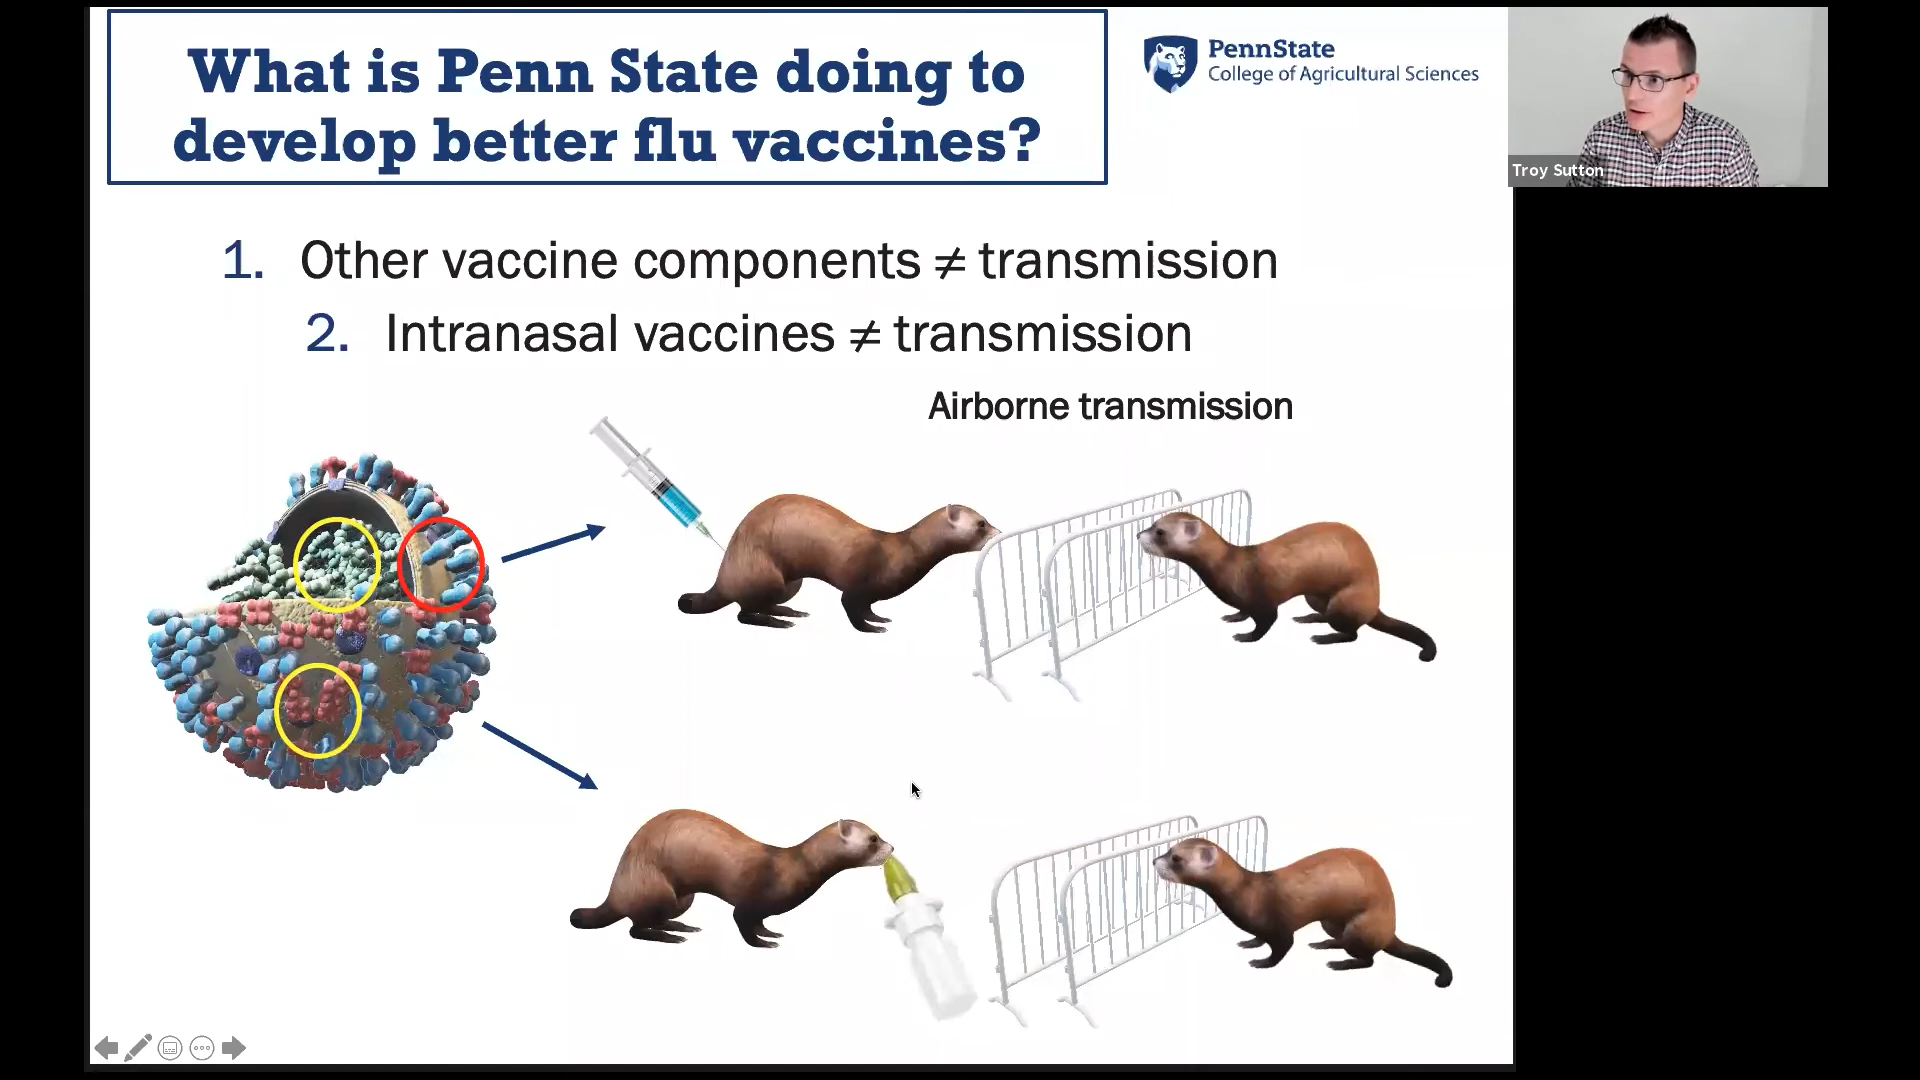 What is Penn State doing to
develop better flu vaccines?
PennState
College of Agricultural Sciences
Troy Sutton
1. Other vaccine components ≠ transmission
2. Intranasal vaccines ≠ transmission
Airborne transmission